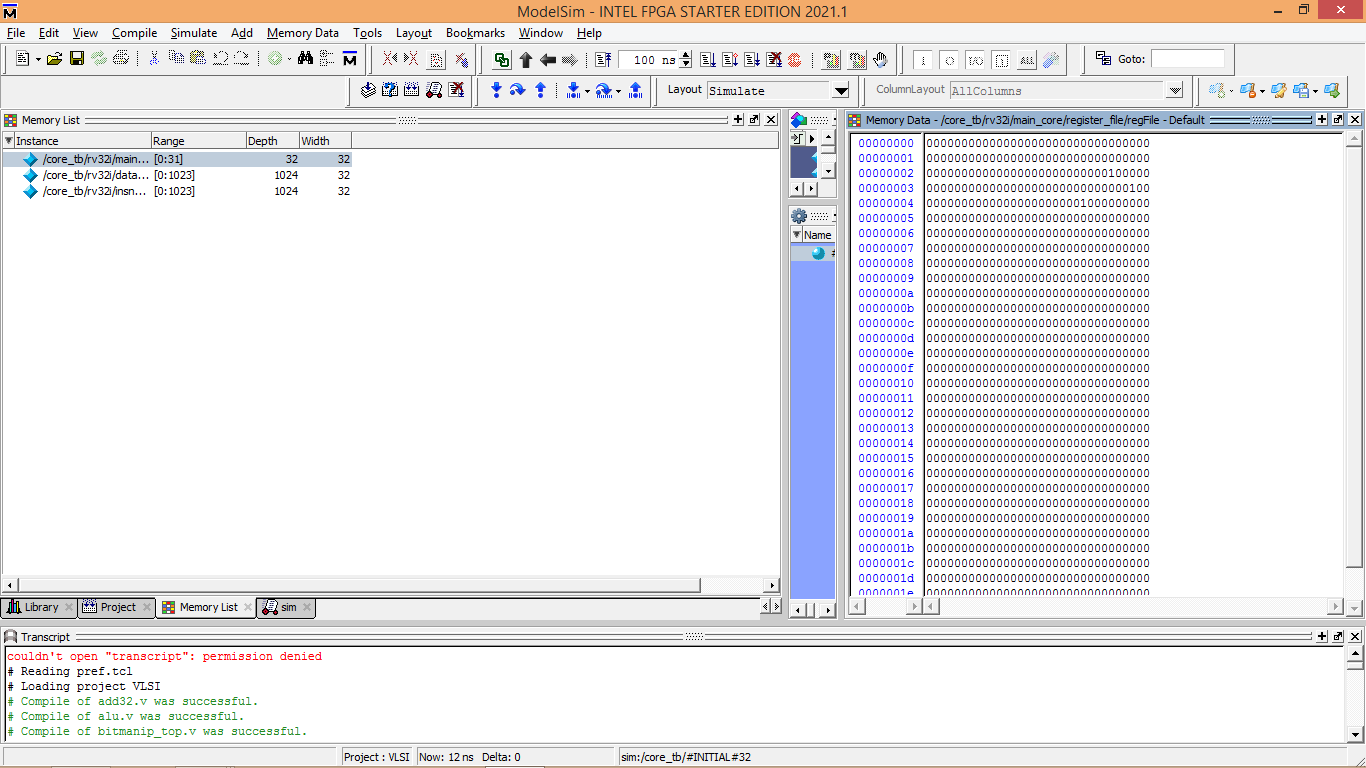 ModelSim - INTEL FPGA STARTER EDITION 2021.1
File Edit View Compile Simulate Add Memory Data Tools Layout Bookmarks Window Help
100 ns
ALL
Goto:
Layout Simulate
ColumnLayout AllColumns
Memory List
Instance Range Depth Width
/core_tb/rv32i/main... [0:31] 32 32
/core_tb/rv32i/data... [0:1023] 1024 32
/core_tb/rv32i/insn... [0:1023] 1024 32
Library Project Memory List sim
Name
Memory Data - /core_tb/rv32i/main_core/register_file/regFile - Default
00000000 00000000000000000000000000000000
00000001 00000000000000000000000000000000
00000002 00000000000000000000000000100000
00000003 00000000000000000000000000000100
00000004 00000000000000000000001000000000
00000005 00000000000000000000000000000000
00000006 00000000000000000000000000000000
00000007 00000000000000000000000000000000
00000008 00000000000000000000000000000000
00000009 00000000000000000000000000000000
0000000a 00000000000000000000000000000000
0000000b 00000000000000000000000000000000
0000000c 00000000000000000000000000000000
0000000d 00000000000000000000000000000000
0000000e 00000000000000000000000000000000
0000000f 00000000000000000000000000000000
00000010 00000000000000000000000000000000
00000011 00000000000000000000000000000000
00000012 00000000000000000000000000000000
00000013 00000000000000000000000000000000
00000014 00000000000000000000000000000000
00000015 00000000000000000000000000000000
00000016 00000000000000000000000000000000
00000017 00000000000000000000000000000000
00000018 00000000000000000000000000000000
00000019 00000000000000000000000000000000
0000001a 00000000000000000000000000000000
0000001b 00000000000000000000000000000000
0000001c 00000000000000000000000000000000
0000001d 00000000000000000000000000000000
0000001e 00000000000000000000000000000000
Transcript
couldn't open "transcript": permission denied
# Reading pref.tcl
# Loading project VLSI
# Compile of add32.v was successful.
# Compile of alu.v was successful.
# Compile of bitmanip_top.v was successful.
Project : VLSI Now: 12 ns Delta: 0 sim:/core_tb/#INITIAL#32